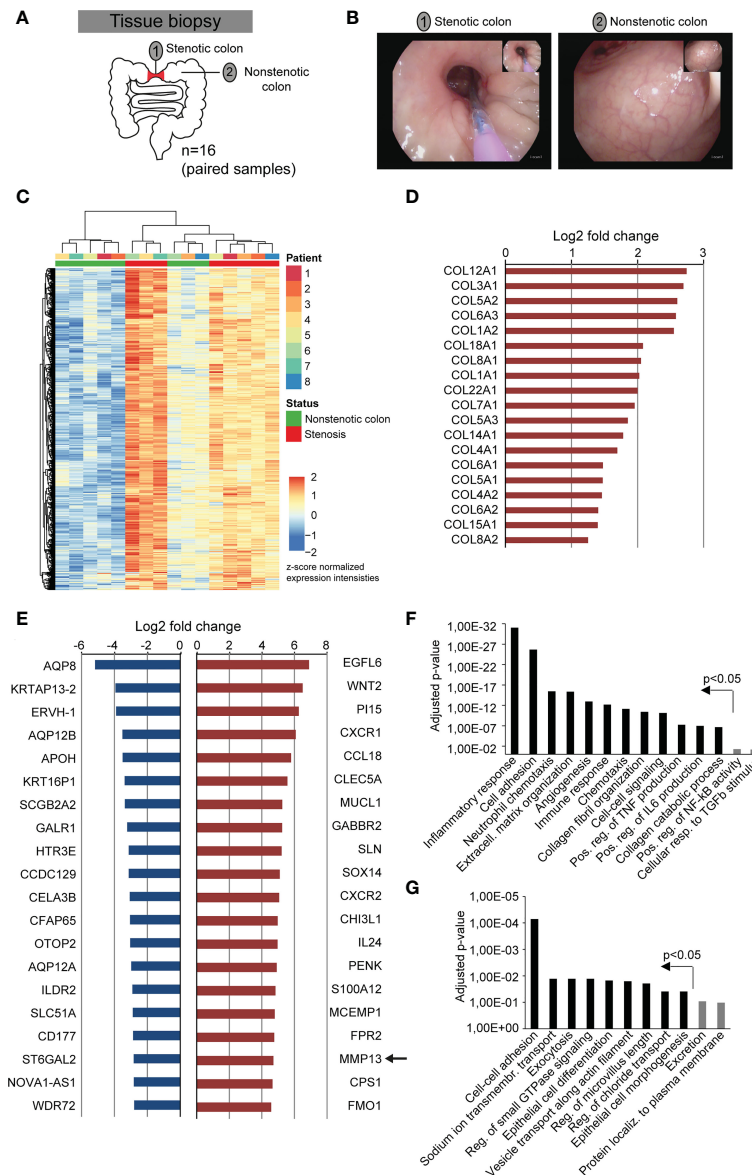 A
Tissue biopsy
1 Stenotic colon
2 Nonstenotic colon
n=16
(paired samples)
B
1 Stenotic colon
2 Nonstenotic colon
C
Patient
1
2
3
4
5
6
7
8
Status
Nonstenotic colon
Stenosis
2
1
0
−1
−2
z-score normalized
expression intensisties
D
Log2 fold change
0 1 2 3
COL12A1
COL3A1
COL5A2
COL6A3
COL1A2
COL18A1
COL8A1
COL1A1
COL22A1
COL7A1
COL5A3
COL14A1
COL4A1
COL6A1
COL5A1
COL4A2
COL6A2
COL15A1
COL8A2
E
Log2 fold change
-6 -4 -2 0 0 2 4 6 8
AQP8 EGFL6
KRTAP13-2 WNT2
ERVH-1 PI15
AQP12B CXCR1
APOH CCL18
KRT16P1 CLEC5A
SCGB2A2 MUCL1
GALR1 GABBR2
HTR3E SLN
CCDC129 SOX14
CELA3B CXCR2
CFAP65 CHI3L1
OTOP2 IL24
AQP12A PENK
ILDR2 S100A12
SLC51A MCEMP1
CD177 FPR2
ST6GAL2 MMP13
NOVA1-AS1 CPS1
WDR72 FMO1
F
Adjusted p-value
1,00E-32
1,00E-27
1,00E-22
1,00E-17
1,00E-12
1,00E-07
1,00E-02
p<0.05
Inflammatory response
Cell adhesion
Neutrophil chemotaxis
Extracell. matrix organization
Angiogenesis
Immune response
Chemotaxis
Collagen fibril organization
Cell-cell signaling
Pos. reg. of TNF production
Pos. reg. of IL6 production
Collagen catabolic process
Pos. reg. of NF-kB activity
Cellular resp. to TGFb stimulu
G
Adjusted p-value
1,00E-05
1,00E-04
1,00E-03
1,00E-02
1,00E-01
1,00E+00
p<0.05
Cell-cell adhesion
Sodium ion transmembr. transport
Exocytosis
Reg. of small GTPase signaling
Epithelial cell differentiation
Vesicle transport along actin filament
Reg. of microvillus length
Reg. of chloride transport
Epithelial cell morphogenesis
Excretion
Protein localiz. to plasma membrane